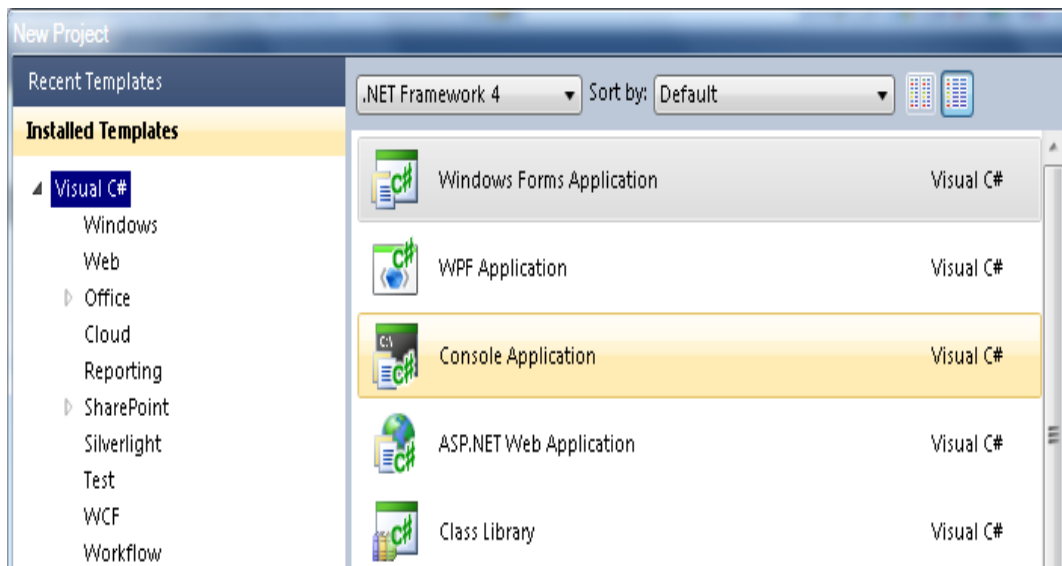 New Project
Recent Templates
Installed Templates
Visual C#
Windows
Web
Office
Cloud
Reporting
SharePoint
Silverlight
Test
WCF
Workflow
.NET Framework 4 Sort by: Default
Windows Forms Application Visual C#
WPF Application Visual C#
Console Application Visual C#
ASP.NET Web Application Visual C#
Class Library Visual C#